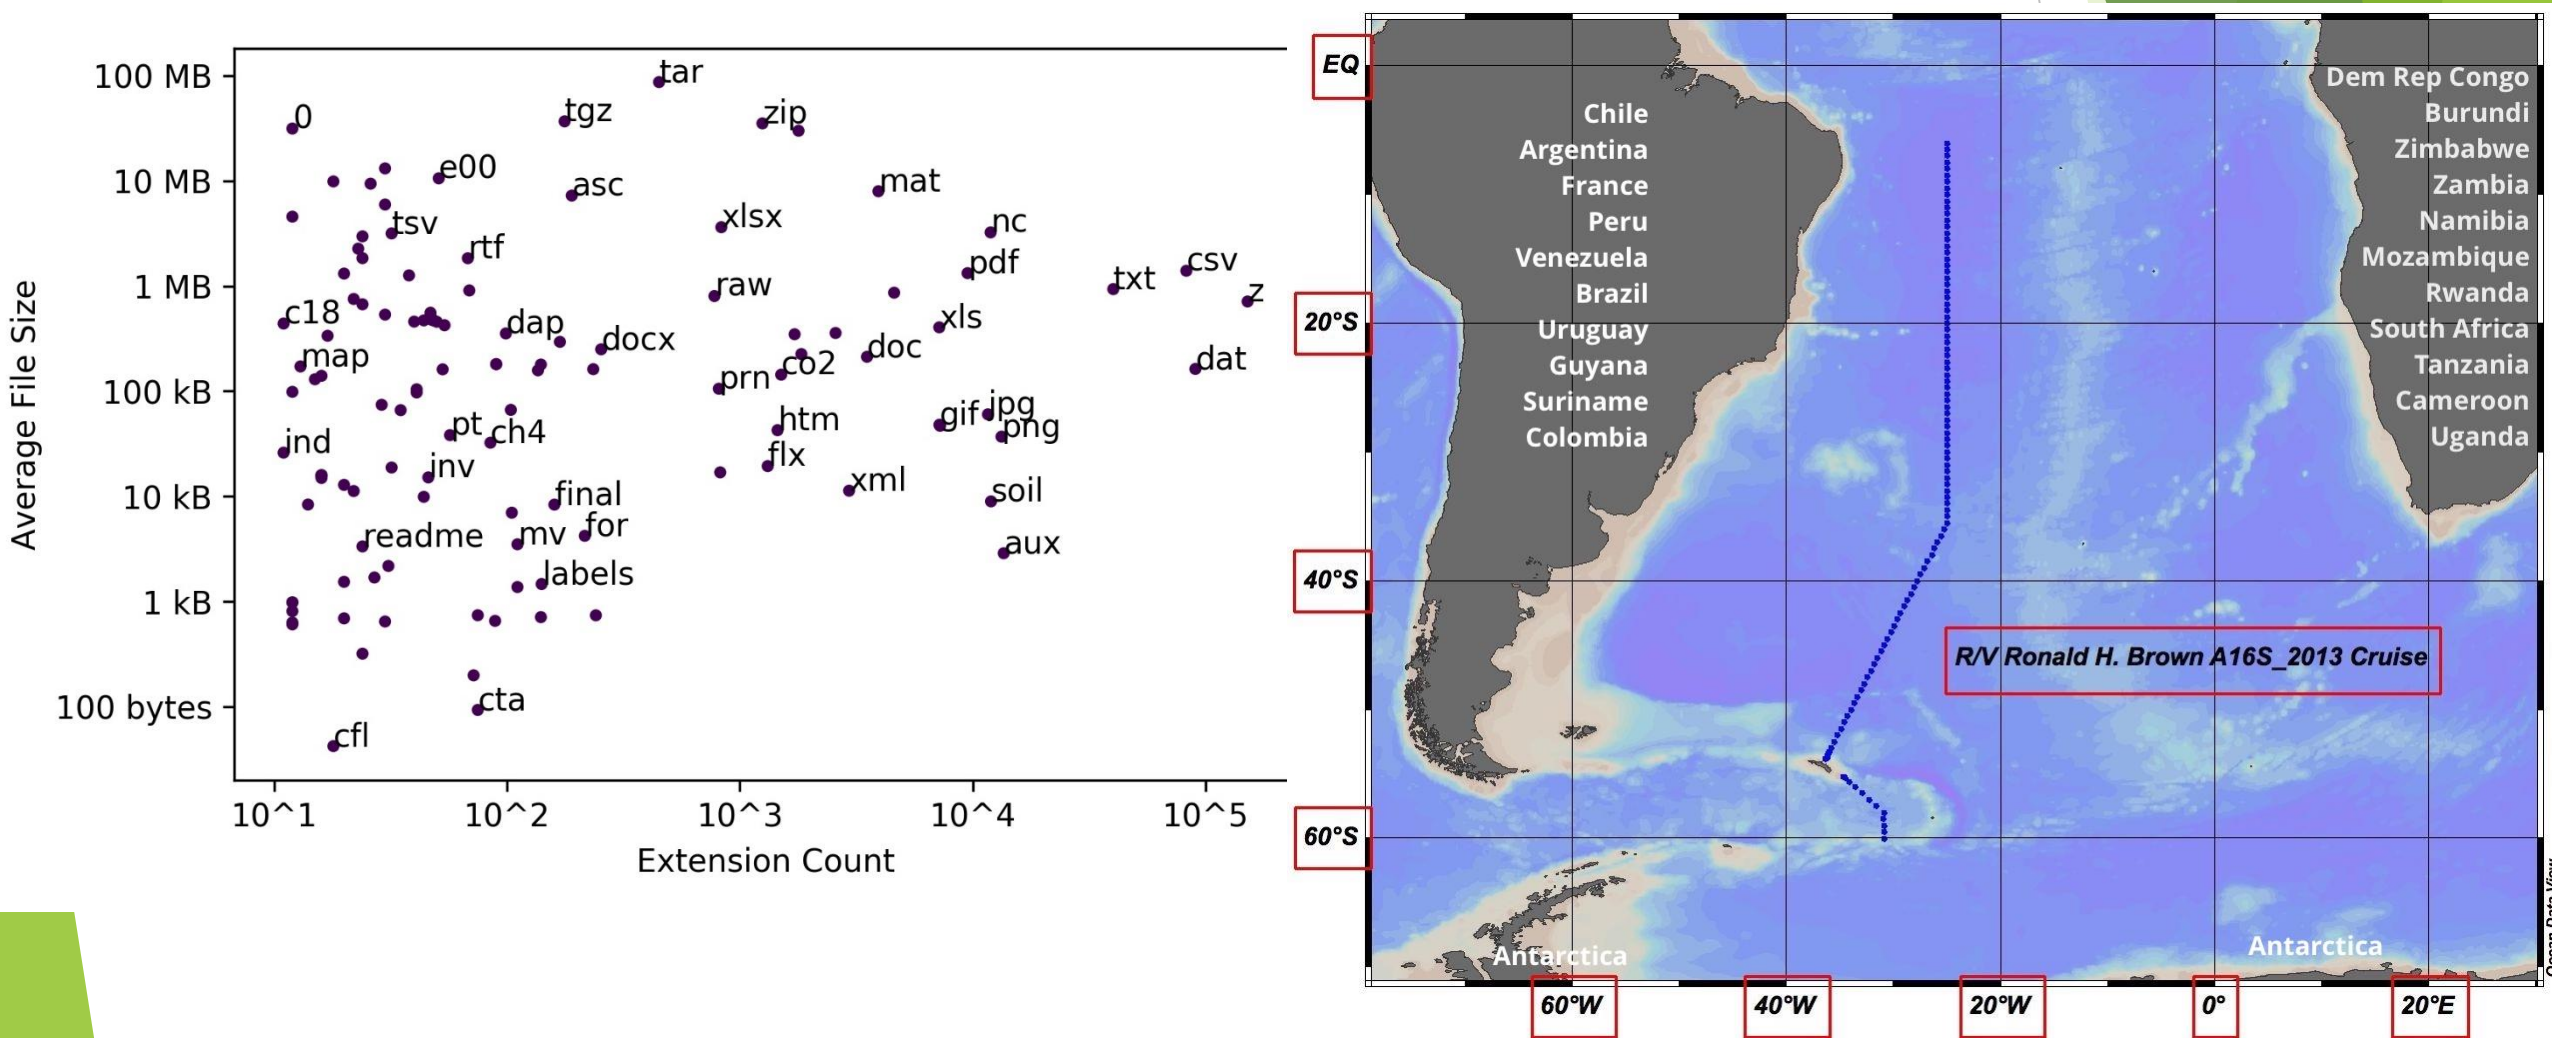 100 MB
10 MB
1 MB
100 kB
10 kB
1 kB
100 bytes
Average File Size
tar
0
tgz
zip
e00
asc
mat
tsv
xlsx
nc
rtf
pdf
csv
raw
txt
z
c18
dap
xls
docx
map
doc
co2
dat
prn
pt
ch4
htm
gif
jpg
png
ind
inv
flx
xml
final
soil
readme
mv
for
aux
labels
cta
cfl
10^1
10^2
10^3
10^4
10^5
Extension Count
EQ
20°S
40°S
60°S
Chile
Argentina
France
Peru
Venezuela
Brazil
Uruguay
Guyana
Suriname
Colombia
Dem Rep Congo
Burundi
Zimbabwe
Zambia
Namibia
Mozambique
Rwanda
South Africa
Tanzania
Cameroon
Uganda
R/V Ronald H. Brown A16S_2013 Cruise
Antarctica
Antarctica
60°W
40°W
20°W
0°
20°E
Ocean Data View